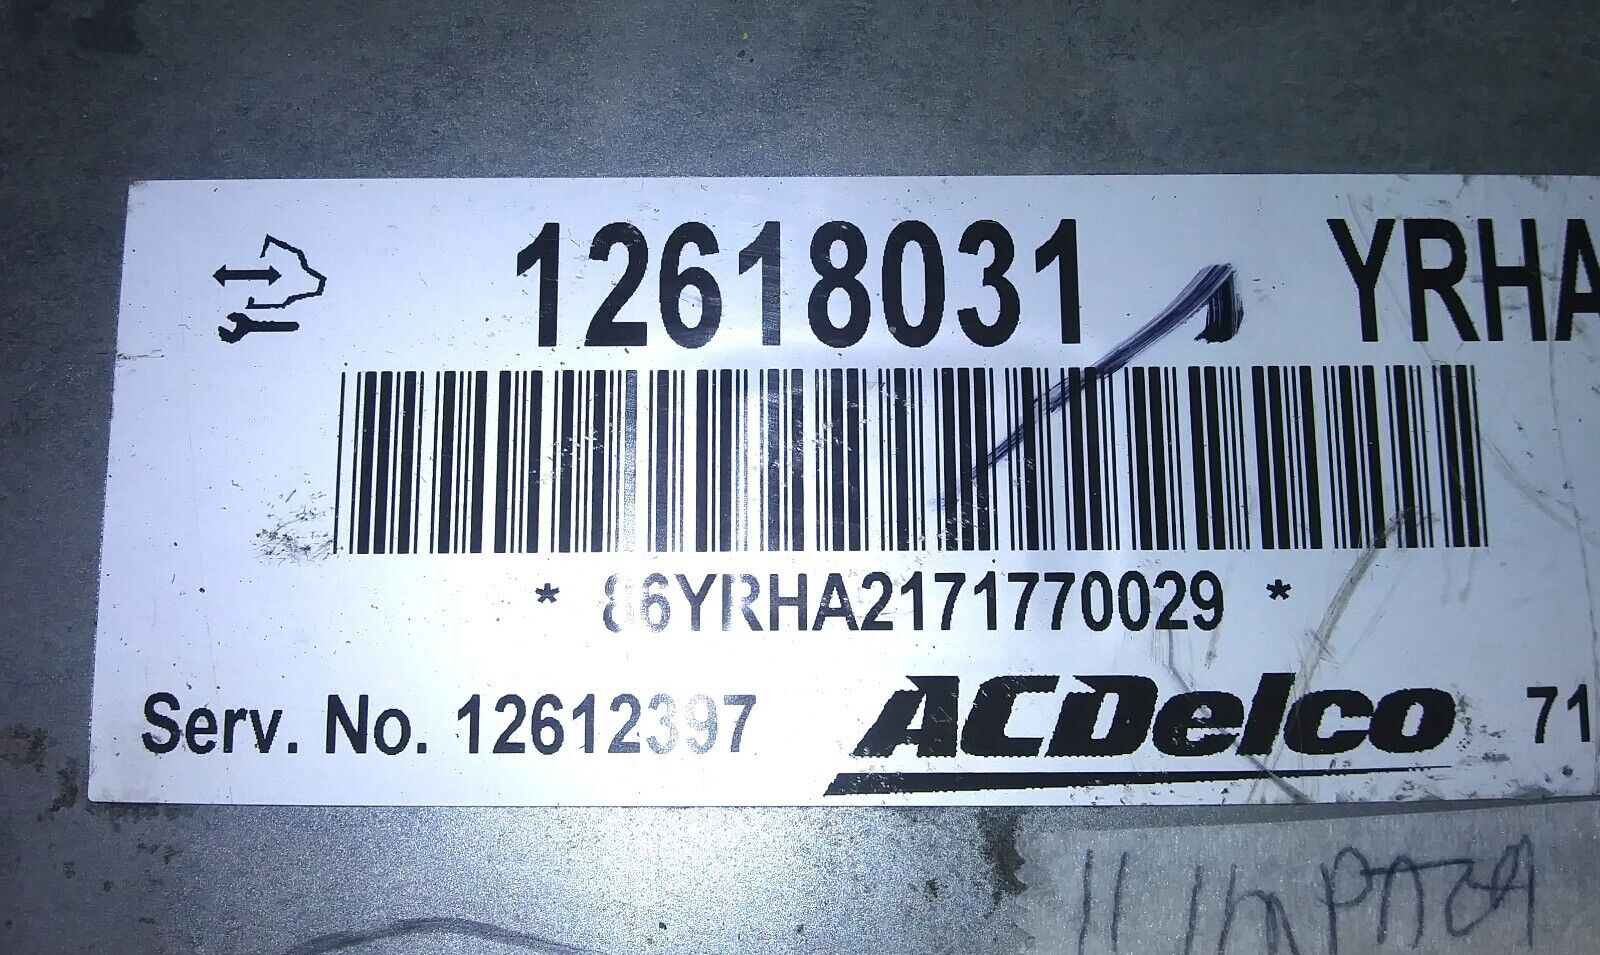 12618031 YRHA
* 86YRHA2171770029 *
Serv. No. 12612397 ACDelco 71
11 IMPALA